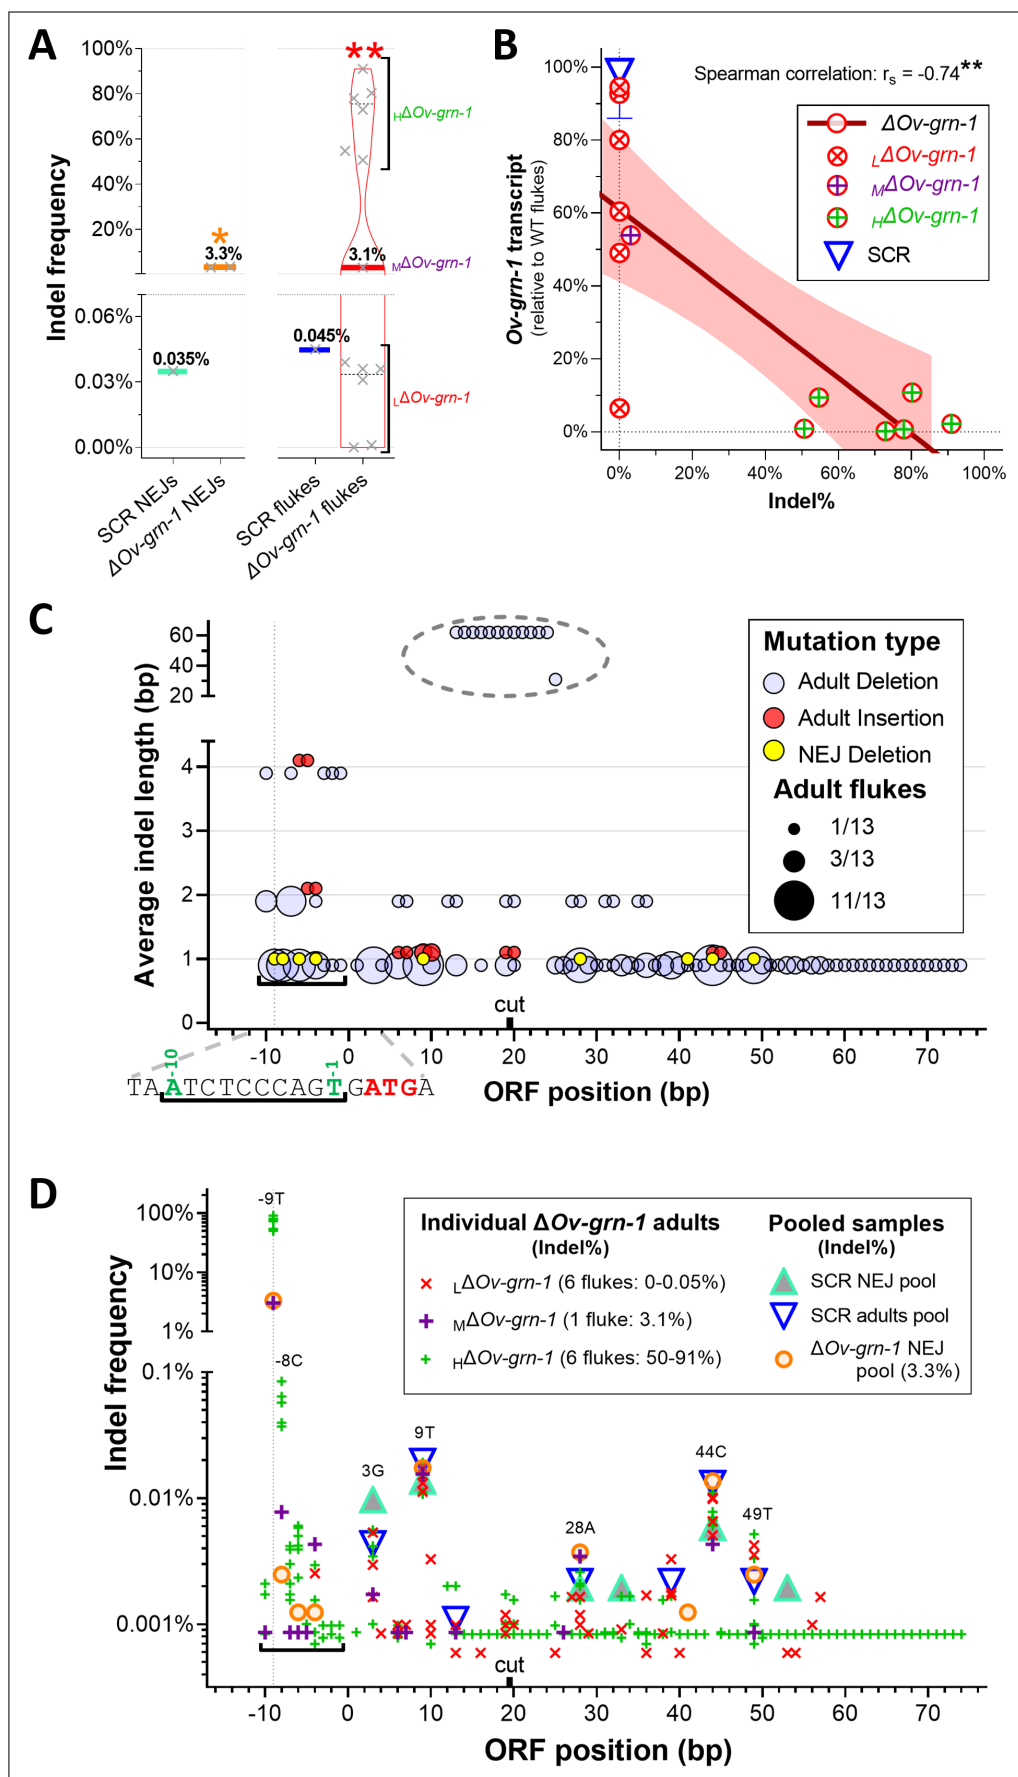 A
Indel frequency
100%
80%
60%
40%
20%
0%
0.06%
0.03%
0.00%
**
*
HΔOv-grn-1
3.3%
3.1%
MΔOv-grn-1
0.035%
0.045%
LΔOv-grn-1
SCR NEJs
ΔOv-grn-1 NEJs
SCR flukes
ΔOv-grn-1 flukes
B
Ov-grn-1 transcript
(relative to WT flukes)
100%
80%
60%
40%
20%
0%
Spearman correlation: rs = -0.74**
ΔOv-grn-1
LΔOv-grn-1
MΔOv-grn-1
HΔOv-grn-1
SCR
0%
20%
40%
60%
80%
100%
Indel%
C
Average indel length (bp)
60
40
20
4
3
2
1
0
Mutation type
Adult Deletion
Adult Insertion
NEJ Deletion
Adult flukes
1/13
3/13
11/13
cut
-10
0
10
20
30
40
50
60
70
-10
-1
TAATCTCCCAGTGATGA
ORF position (bp)
D
Indel frequency
100%
10%
1%
0.1%
0.01%
0.001%
-9T
-8C
3G
9T
28A
44C
49T
Individual ΔOv-grn-1 adults
(Indel%)
LΔOv-grn-1 (6 flukes: 0-0.05%)
MΔOv-grn-1 (1 fluke: 3.1%)
HΔOv-grn-1 (6 flukes: 50-91%)
Pooled samples
(Indel%)
SCR NEJ pool
SCR adults pool
ΔOv-grn-1 NEJ
pool (3.3%)
cut
-10
0
10
20
30
40
50
60
70
ORF position (bp)